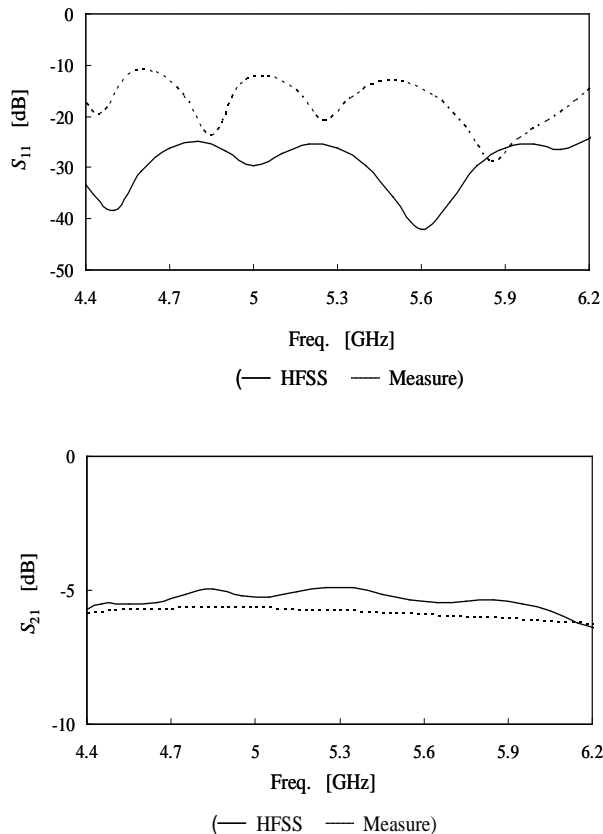 0
-10
-20
-30
-40
-50
S11 [dB]
4.4 4.7 5 5.3 5.6 5.9 6.2
Freq. [GHz]
(— HFSS ---- Measure)
0
-5
-10
S21 [dB]
4.4 4.7 5 5.3 5.6 5.9 6.2
Freq. [GHz]
(— HFSS ---- Measure)